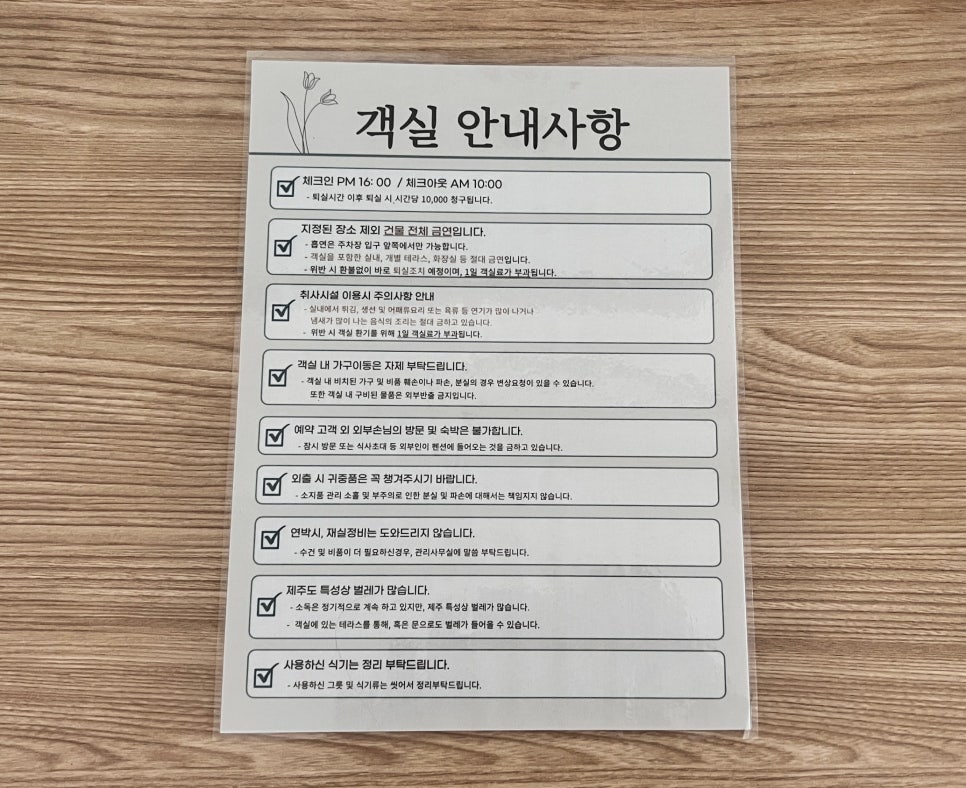 객실 안내사항
체크인 PM 16: 00 / 체크아웃 AM 10:00
- 퇴실시간 이후 퇴실 시 시간당 10,000 청구됩니다.
지정된 장소 제외 건물 전체 금연입니다.
- 흡연은 주차장 입구 앞쪽에서만 가능합니다.
- 객실을 포함한 실내, 개별 테라스, 화장실 등 절대 금연입니다.
- 위반 시 환불없이 바로 퇴실조치 예정이며, 1일 객실료가 부과됩니다.
취사시설 이용시 주의사항 안내
- 실내에서 튀김, 생선 및 어패류요리 또는 육류 등 연기가 많이 나거나
냄새가 많이 나는 음식의 조리는 절대 금하고 있습니다.
- 위반 시 객실 환기를 위해 1일 객실료가 부과됩니다.
객실 내 가구이동은 자제 부탁드립니다.
- 객실 내 비치된 가구 및 비품 훼손이나 파손, 분실의 경우 변상요청이 있을 수 있습니다.
또한 객실 내 구비된 물품은 외부반출 금지입니다.
예약 고객 외 외부손님의 방문 및 숙박은 불가합니다.
- 잠시 방문 또는 식사초대 등 외부인이 펜션에 들어오는 것을 금하고 있습니다.
외출 시 귀중품은 꼭 챙겨주시기 바랍니다.
- 소지품 관리 소홀 및 부주의로 인한 분실 및 파손에 대해서는 책임지지 않습니다.
연박시, 재실정비는 도와드리지 않습니다.
- 수건 및 비품이 더 필요하신경우, 관리사무실에 말씀 부탁드립니다.
제주도 특성상 벌레가 많습니다.
- 소독은 정기적으로 계속 하고 있지만, 제주 특성상 벌레가 많습니다.
- 객실에 있는 테라스를 통해, 혹은 문으로도 벌레가 들어올 수 있습니다.
사용하신 식기는 정리 부탁드립니다.
- 사용하신 그릇 및 식기류는 씻어서 정리부탁드립니다.